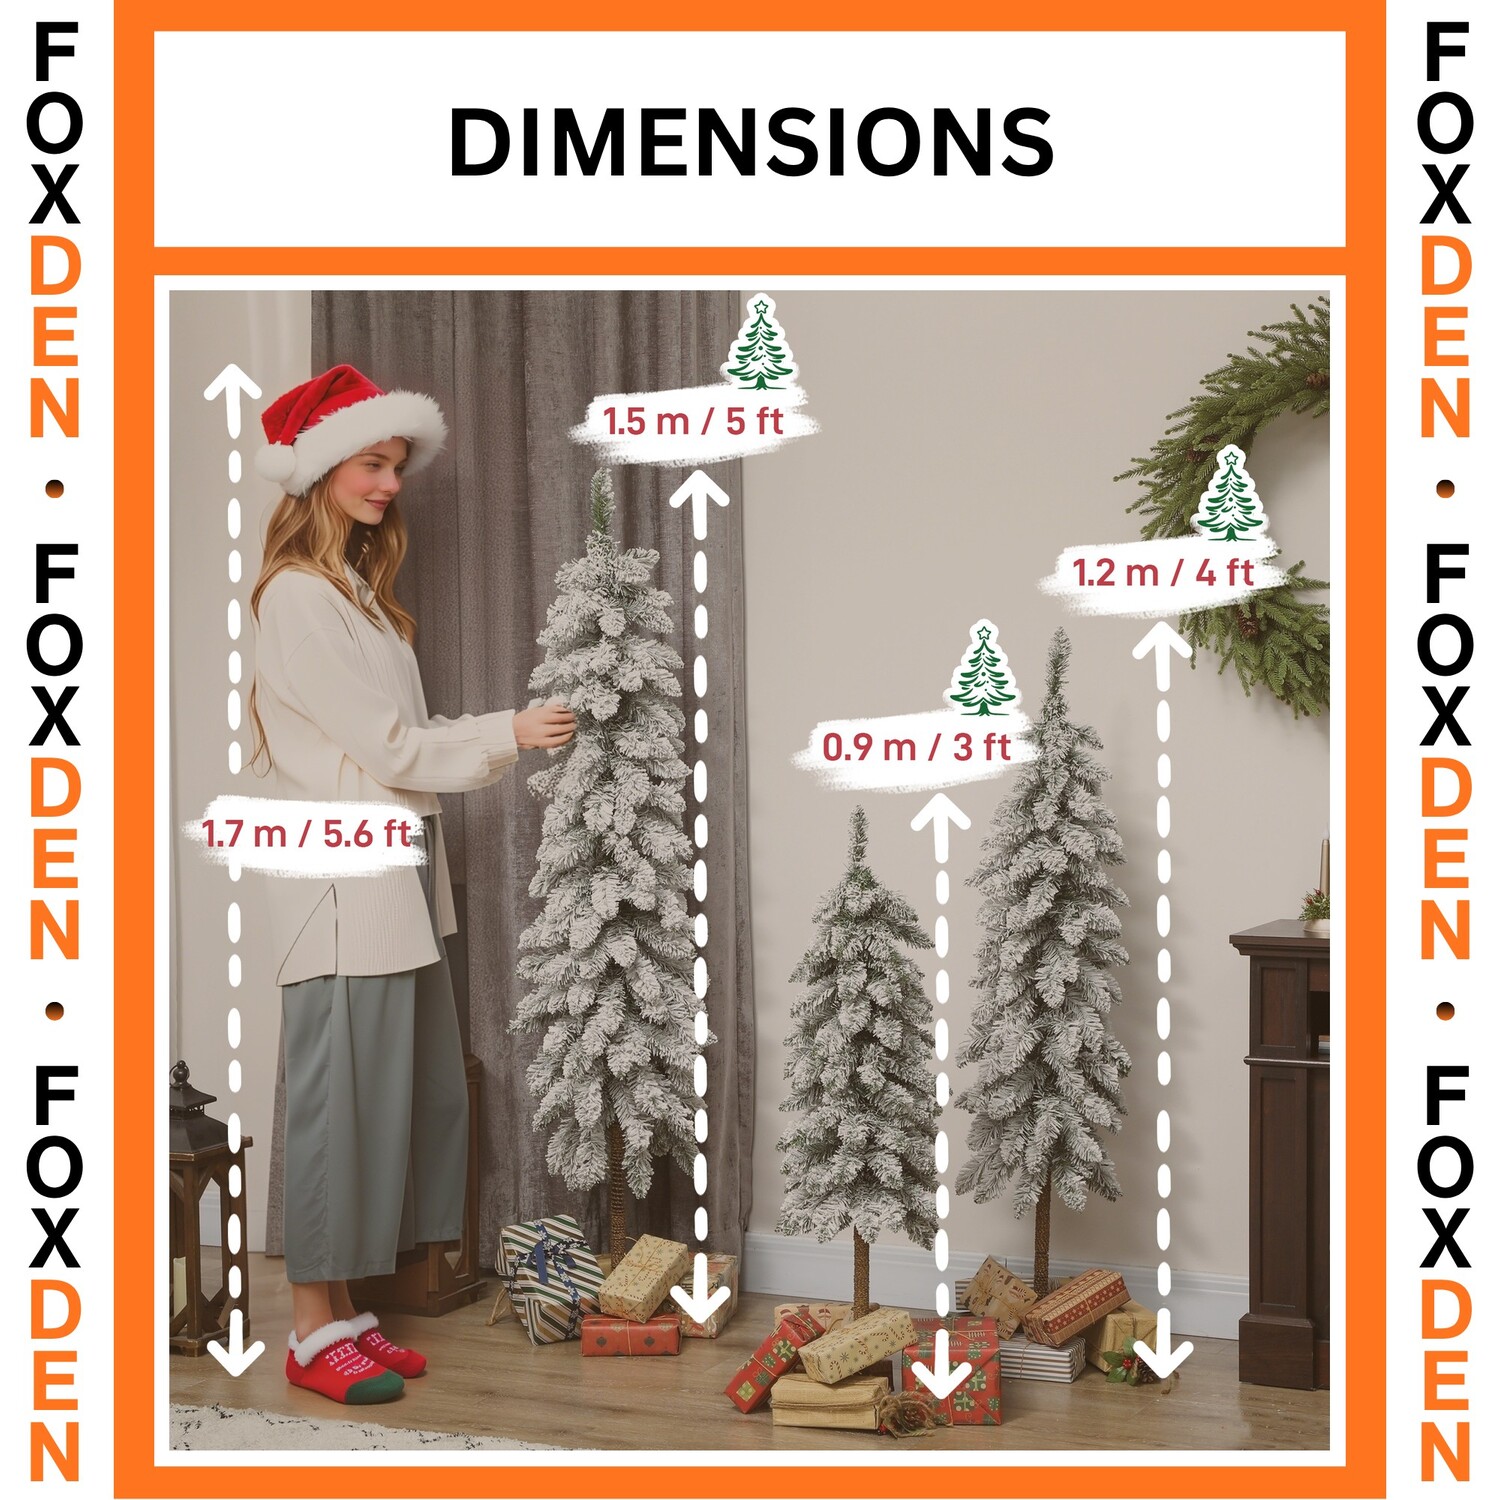 DIMENSIONS
FOXDEN • FOXDEN • FOXDEN
FOXDEN • FOXDEN • FOXDEN
1.5 m / 5 ft
1.2 m / 4 ft
0.9 m / 3 ft
1.7 m / 5.6 ft